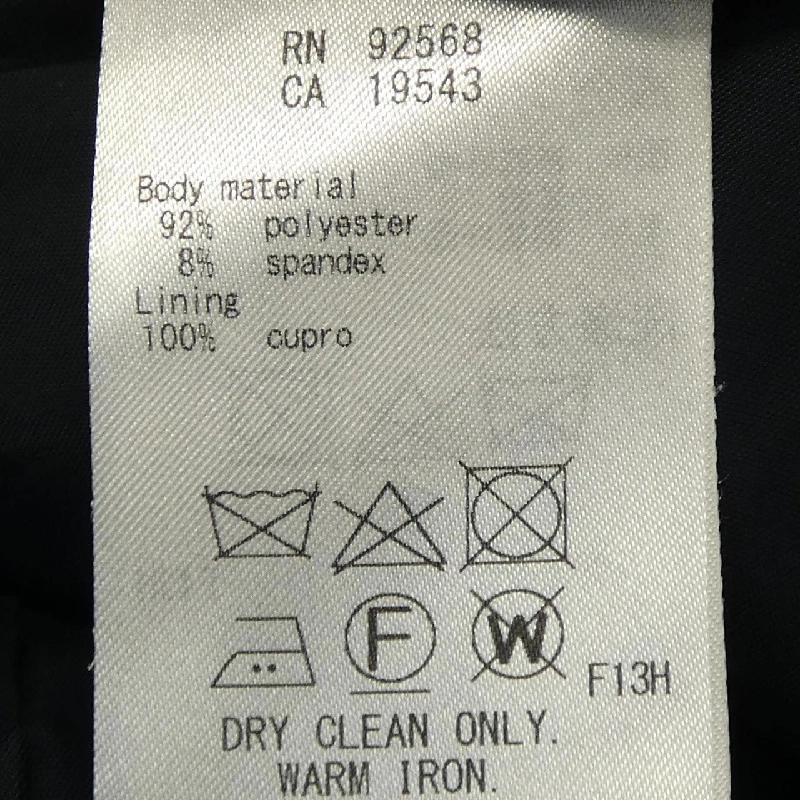 RN 92568
CA 19543
Body material
92% polyester
8% spandex
Lining
100% cupro
F W F13H
DRY CLEAN ONLY.
WARM IRON.